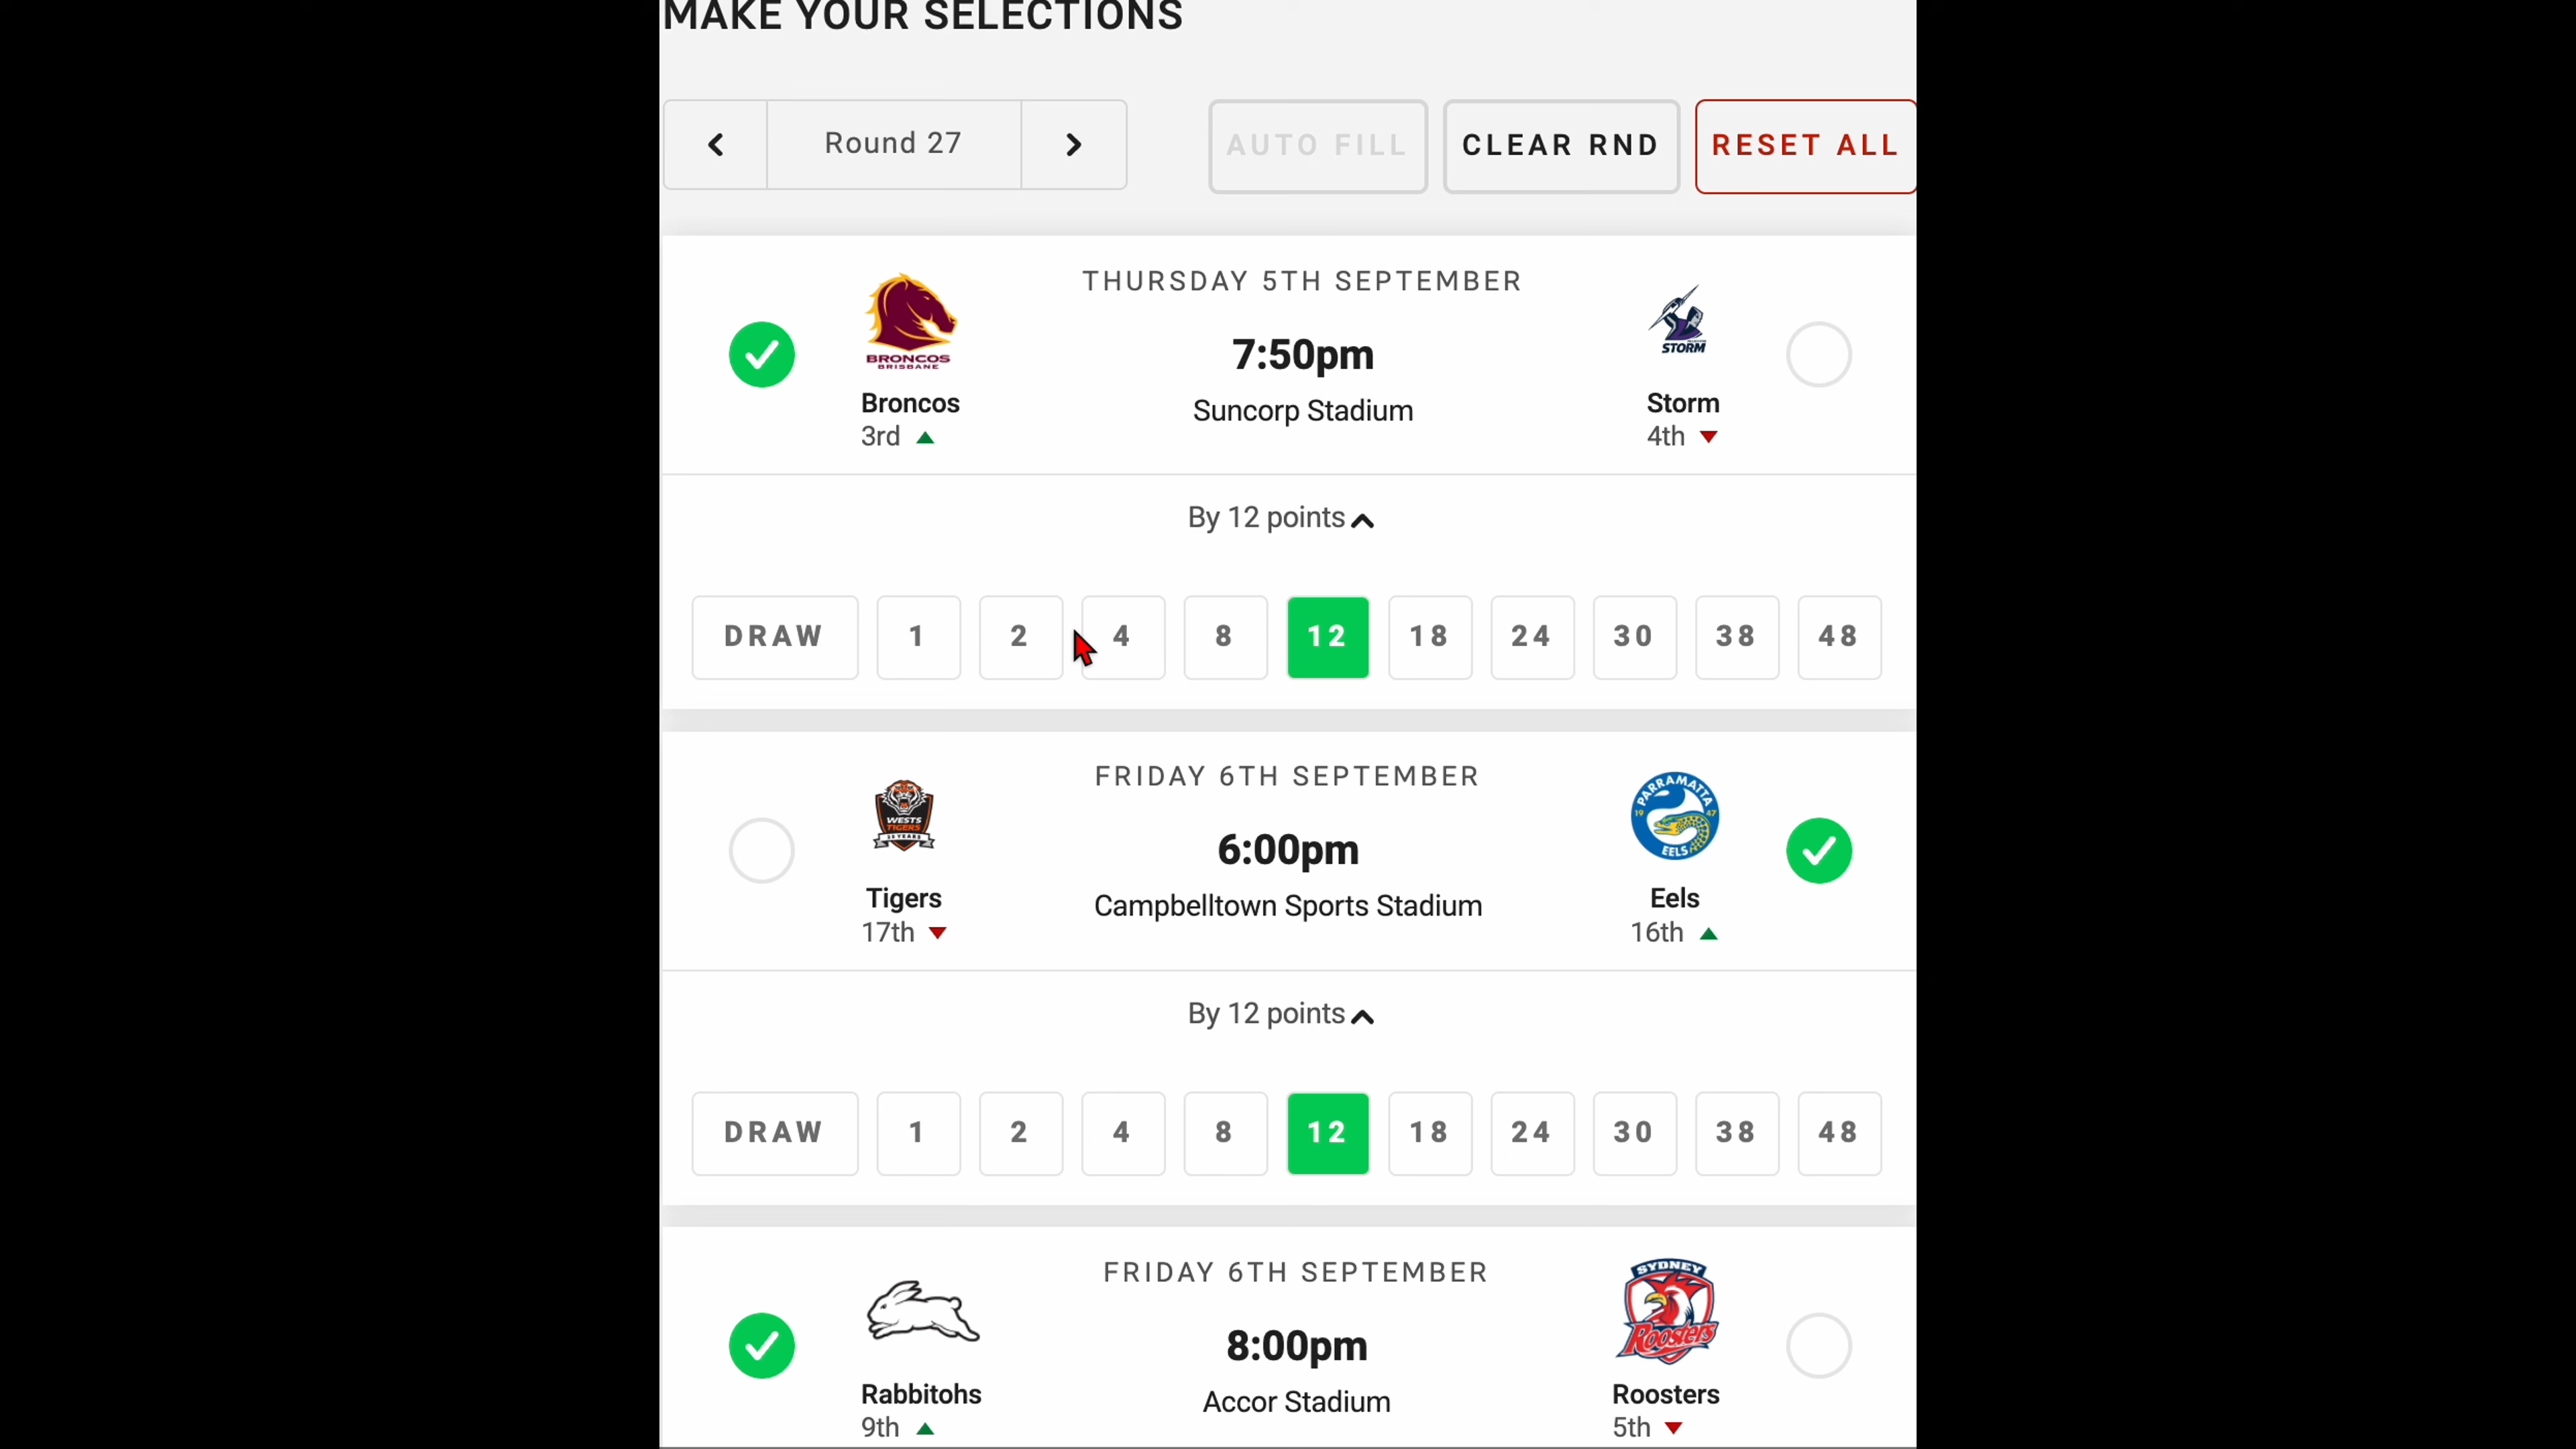 MAKE YOUR SELECTIONS
Round 27
AUTO FILL
CLEAR RND
RESET ALL
THURSDAY 5TH SEPTEMBER
BRONCOS
BRISBANE
STORM
7:50pm
Broncos
Suncorp Stadium
Storm
3rd
4th
By 12 points
DRAW 1 2 4 8 12 18 24 30 38 48
FRIDAY 6TH SEPTEMBER
WESTS
TIGERS
PARRAMATTA
19 47
EELS
6:00pm
Tigers
Campbelltown Sports Stadium
Eels
17th
16th
By 12 points
DRAW 1 2 4 8 12 18 24 30 38 48
FRIDAY 6TH SEPTEMBER
SYDNEY
Roosters
8:00pm
Rabbitohs
Accor Stadium
Roosters
9th
5th